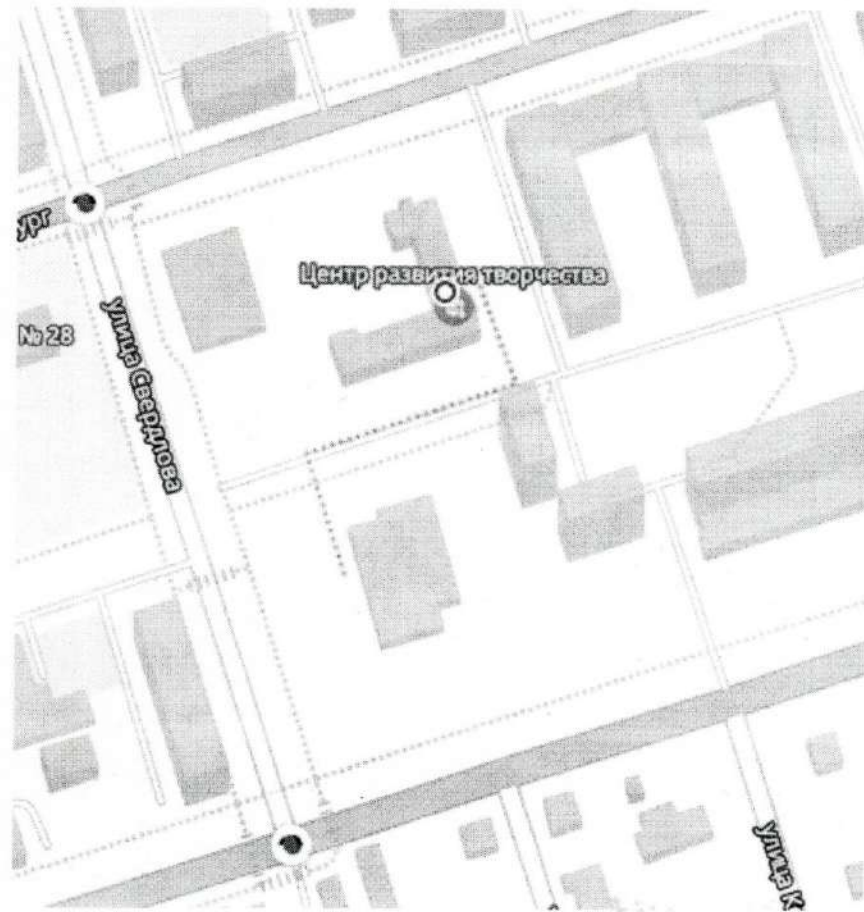 ург
Центр развития творчества
№ 28
улица Свердлова
улица К